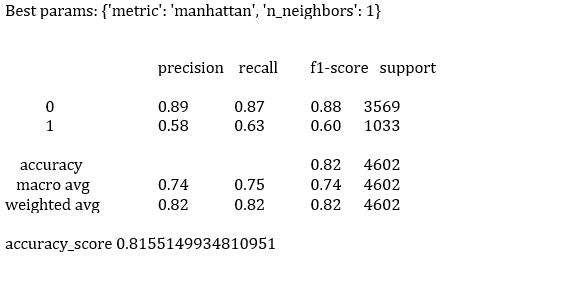 Best params: {'metric': 'manhattan', 'n_neighbors': 1}
precision recall f1-score support
0 0.89 0.87 0.88 3569
1 0.58 0.63 0.60 1033
accuracy 0.82 4602
macro avg 0.74 0.75 0.74 4602
weighted avg 0.82 0.82 0.82 4602
accuracy_score 0.8155149934810951